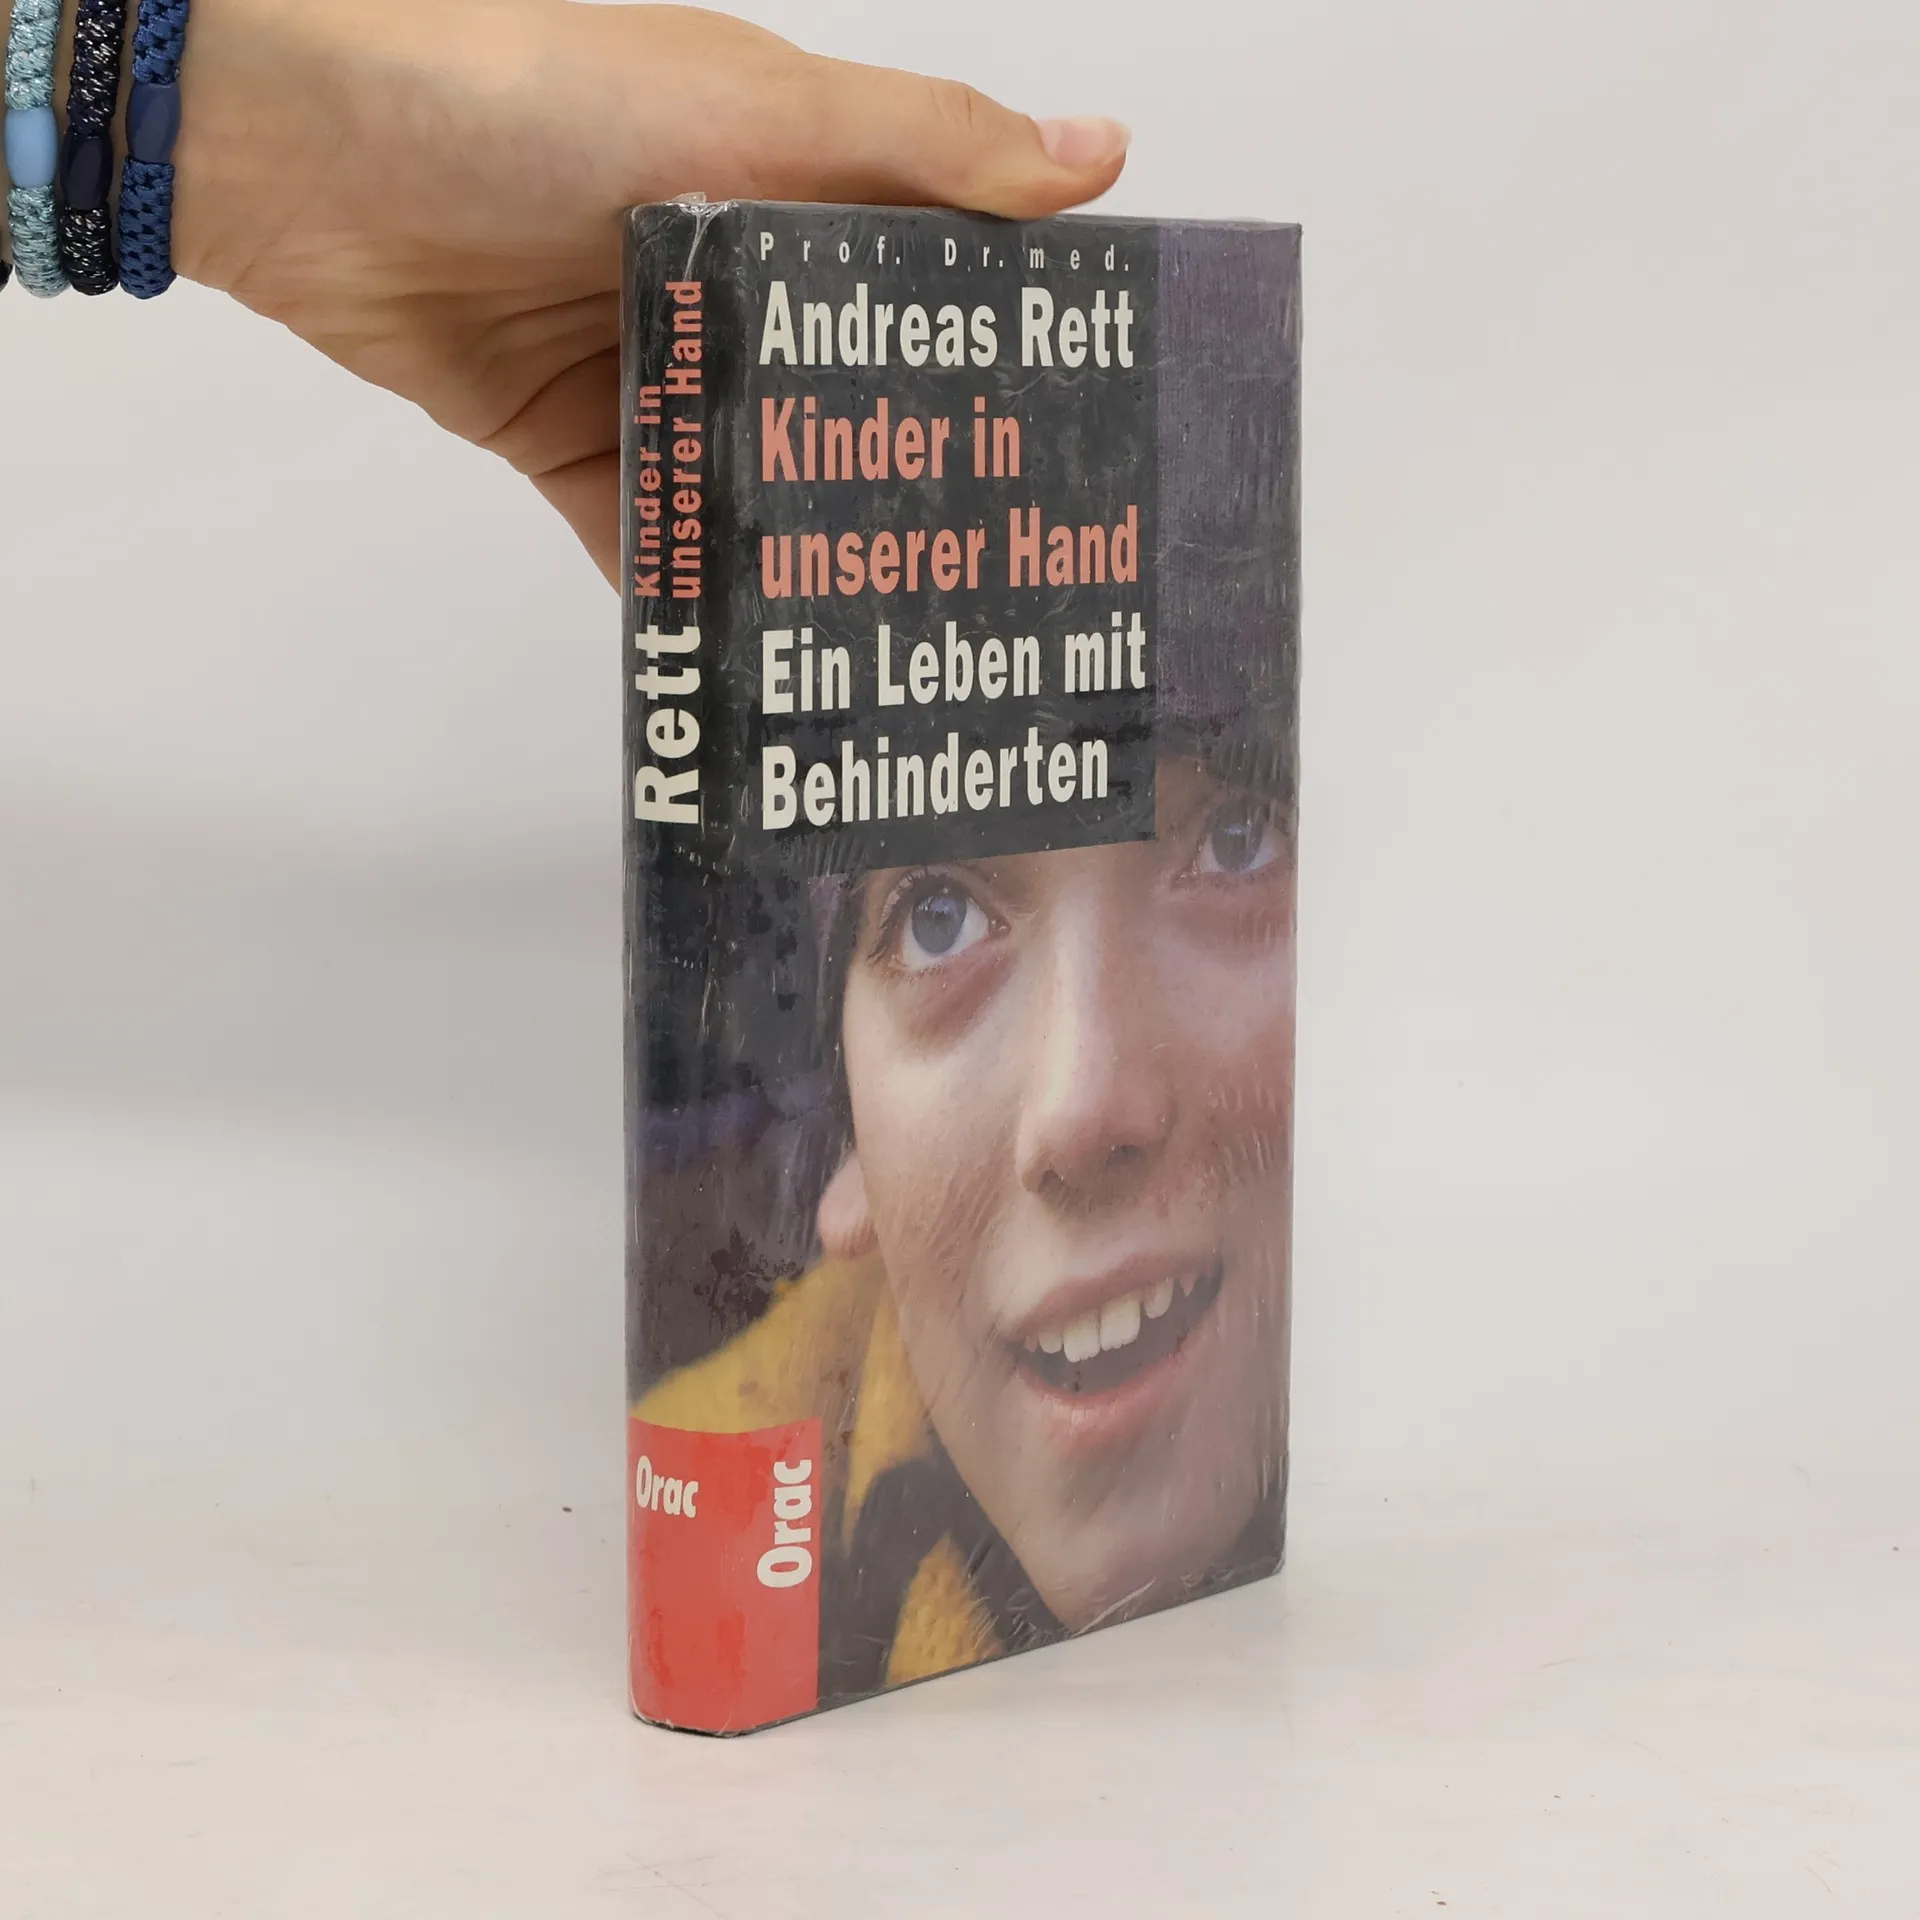 Prof. Dr. med.
Andreas Rett
Kinder in
unserer Hand
Ein Leben mit
Behinderten
Orac
Rett
Kinder in
unserer Hand
Orac